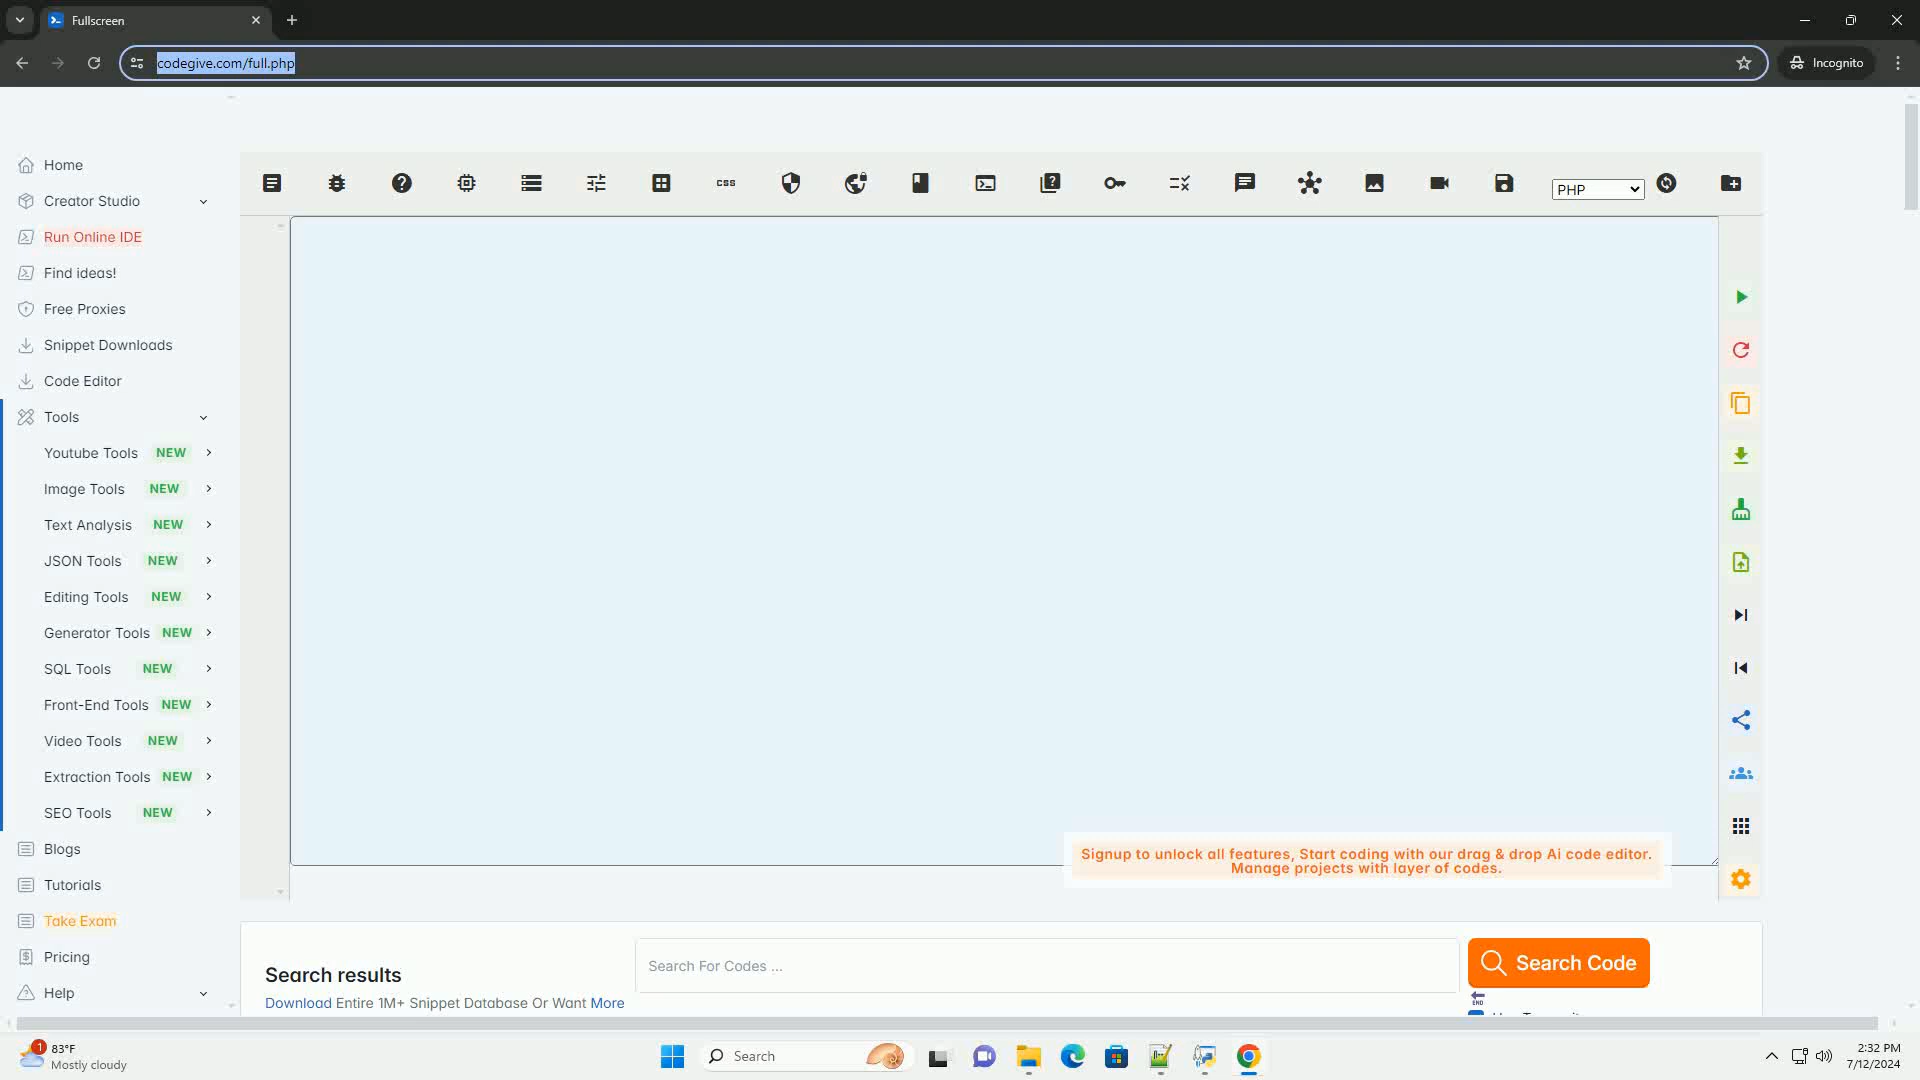 Fullscreen
codegive.com/full.php
Incognito
Home
Creator Studio
Run Online IDE
Find ideas!
Free Proxies
Snippet Downloads
Code Editor
Tools
Youtube Tools NEW
Image Tools NEW
Text Analysis NEW
JSON Tools NEW
Editing Tools NEW
Generator Tools NEW
SQL Tools NEW
Front-End Tools NEW
Video Tools NEW
Extraction Tools NEW
SEO Tools NEW
Blogs
Tutorials
Take Exam
Pricing
Help
css
PHP
Signup to unlock all features, Start coding with our drag & drop Ai code editor.
Manage projects with layer of codes.
Search results
Download Entire 1M+ Snippet Database Or Want More
Search For Codes ...
Search Code
END
1
83°F
Mostly cloudy
Search
2:32 PM
7/12/2024